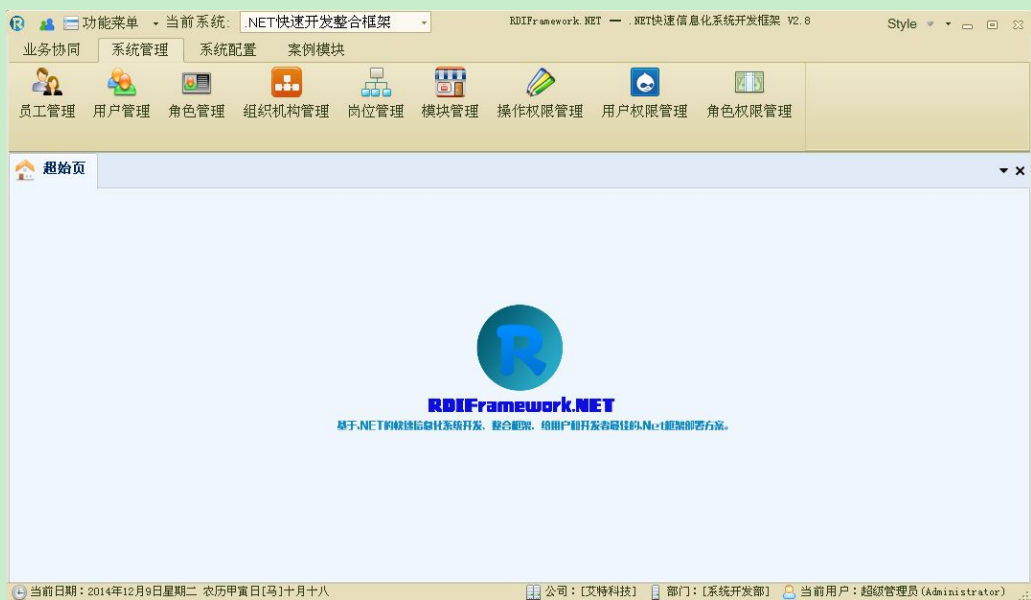 功能菜单 当前系统: .NET快速开发整合框架 RDIFramework.NET — .NET快速信息化系统开发框架 V2.8 Style
业务协同 系统管理 系统配置 案例模块
员工管理 用户管理 角色管理 组织机构管理 岗位管理 模块管理 操作权限管理 用户权限管理 角色权限管理
超始页
R
RDIFramework.NET
基于.NET的快速信息化系统开发、整合框架，给用户和开发者最佳的.Net框架部署方案。
当前日期：2014年12月9日星期二 农历甲寅日[马]十月十八 公司：[艾特科技] 部门：[系统开发部] 当前用户：超级管理员(Administrator)